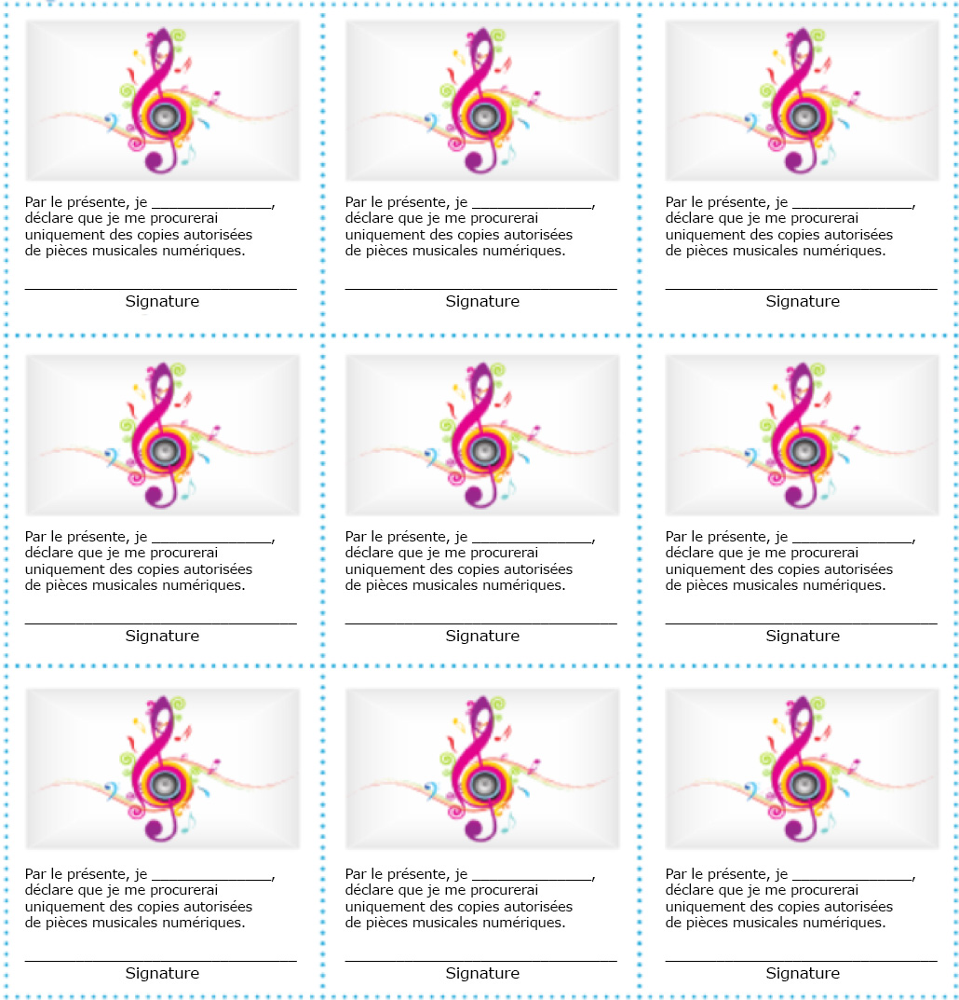 Par le présente, je ______________,
déclare que je me procurerai
uniquement des copies autorisées
de pièces musicales numériques.
________________________________
Signature
Par le présente, je ______________,
déclare que je me procurerai
uniquement des copies autorisées
de pièces musicales numériques.
________________________________
Signature
Par le présente, je ______________,
déclare que je me procurerai
uniquement des copies autorisées
de pièces musicales numériques.
________________________________
Signature
Par le présente, je ______________,
déclare que je me procurerai
uniquement des copies autorisées
de pièces musicales numériques.
________________________________
Signature
Par le présente, je ______________,
déclare que je me procurerai
uniquement des copies autorisées
de pièces musicales numériques.
________________________________
Signature
Par le présente, je ______________,
déclare que je me procurerai
uniquement des copies autorisées
de pièces musicales numériques.
________________________________
Signature
Par le présente, je ______________,
déclare que je me procurerai
uniquement des copies autorisées
de pièces musicales numériques.
________________________________
Signature
Par le présente, je ______________,
déclare que je me procurerai
uniquement des copies autorisées
de pièces musicales numériques.
________________________________
Signature
Par le présente, je ______________,
déclare que je me procurerai
uniquement des copies autorisées
de pièces musicales numériques.
________________________________
Signature